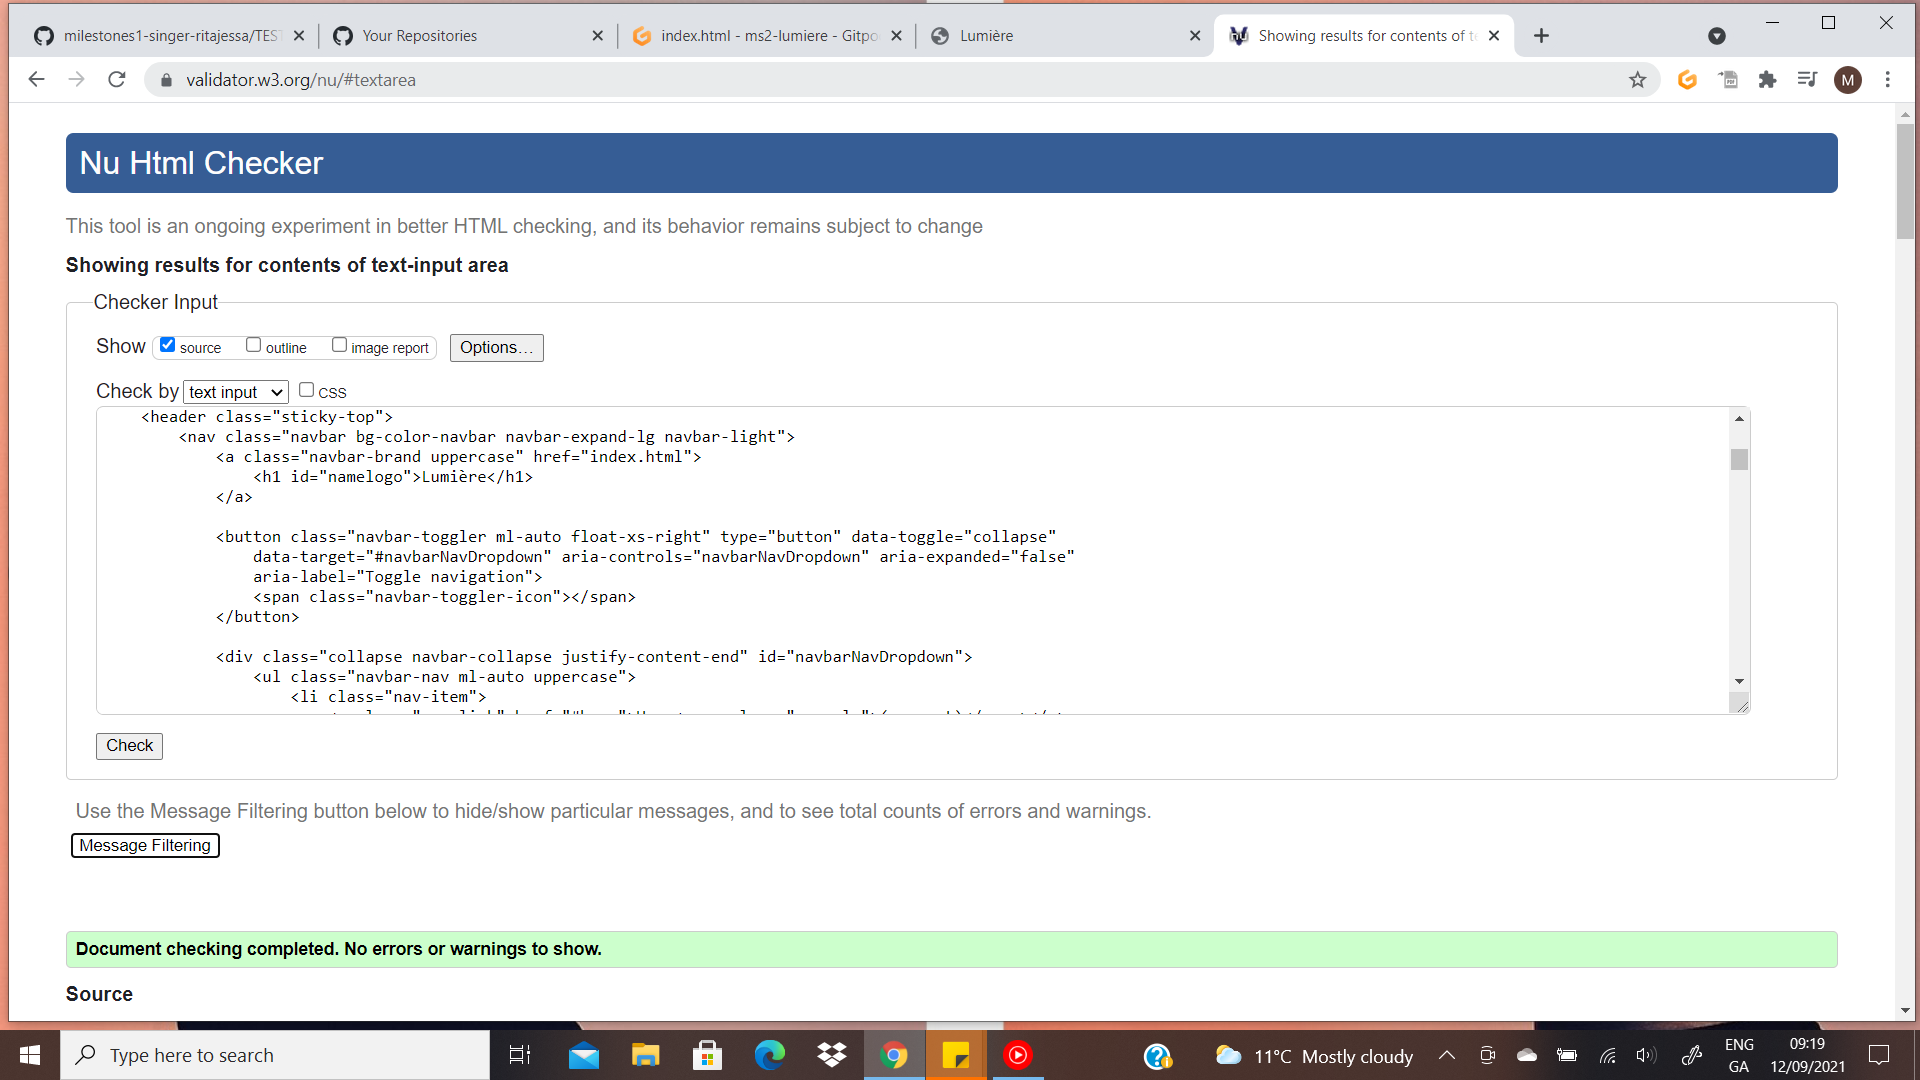 milestones1-singer-ritajessa/TEST
Your Repositories
index.html - ms2-lumiere - Gitpo
Lumière
Showing results for contents of te
validator.w3.org/nu/#textarea
M
Nu Html Checker
This tool is an ongoing experiment in better HTML checking, and its behavior remains subject to change
Showing results for contents of text-input area
Checker Input
Show source outline image report Options...
Check by text input CSS
<header class="sticky-top">
<nav class="navbar bg-color-navbar navbar-expand-lg navbar-light">
<a class="navbar-brand uppercase" href="index.html">
<h1 id="namelogo">Lumière</h1>
</a>
<button class="navbar-toggler ml-auto float-xs-right" type="button" data-toggle="collapse"
data-target="#navbarNavDropdown" aria-controls="navbarNavDropdown" aria-expanded="false"
aria-label="Toggle navigation">
<span class="navbar-toggler-icon"></span>
</button>
<div class="collapse navbar-collapse justify-content-end" id="navbarNavDropdown">
<ul class="navbar-nav ml-auto uppercase">
<li class="nav-item">
Check
Use the Message Filtering button below to hide/show particular messages, and to see total counts of errors and warnings.
Message Filtering
Document checking completed. No errors or warnings to show.
Source
Type here to search
11°C Mostly cloudy
ENG
GA
09:19
12/09/2021